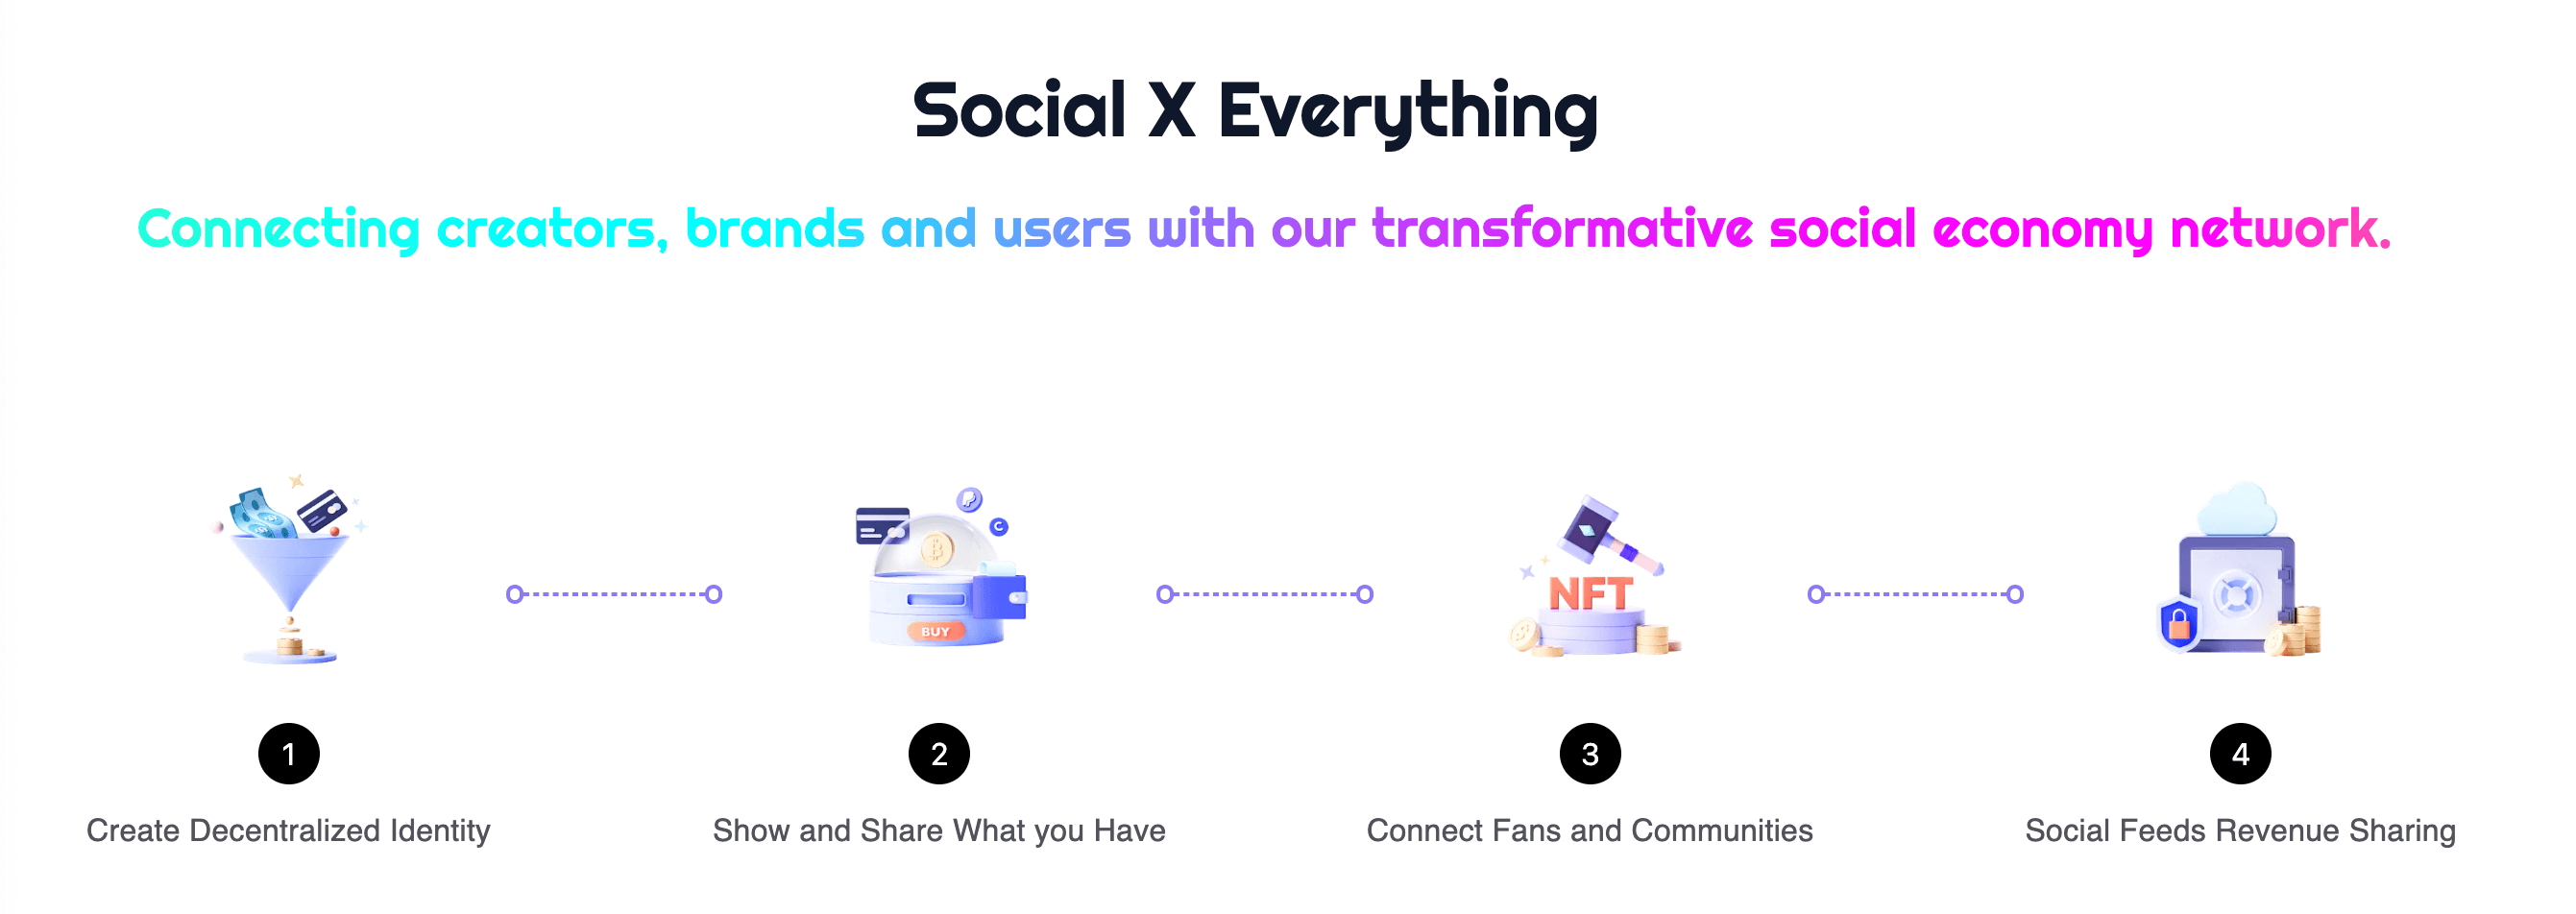 Social X Everything
Connecting creators, brands and users with our transformative social economy network.
BUY
NFT
1
2
3
4
Create Decentralized Identity
Show and Share What you Have
Connect Fans and Communities
Social Feeds Revenue Sharing